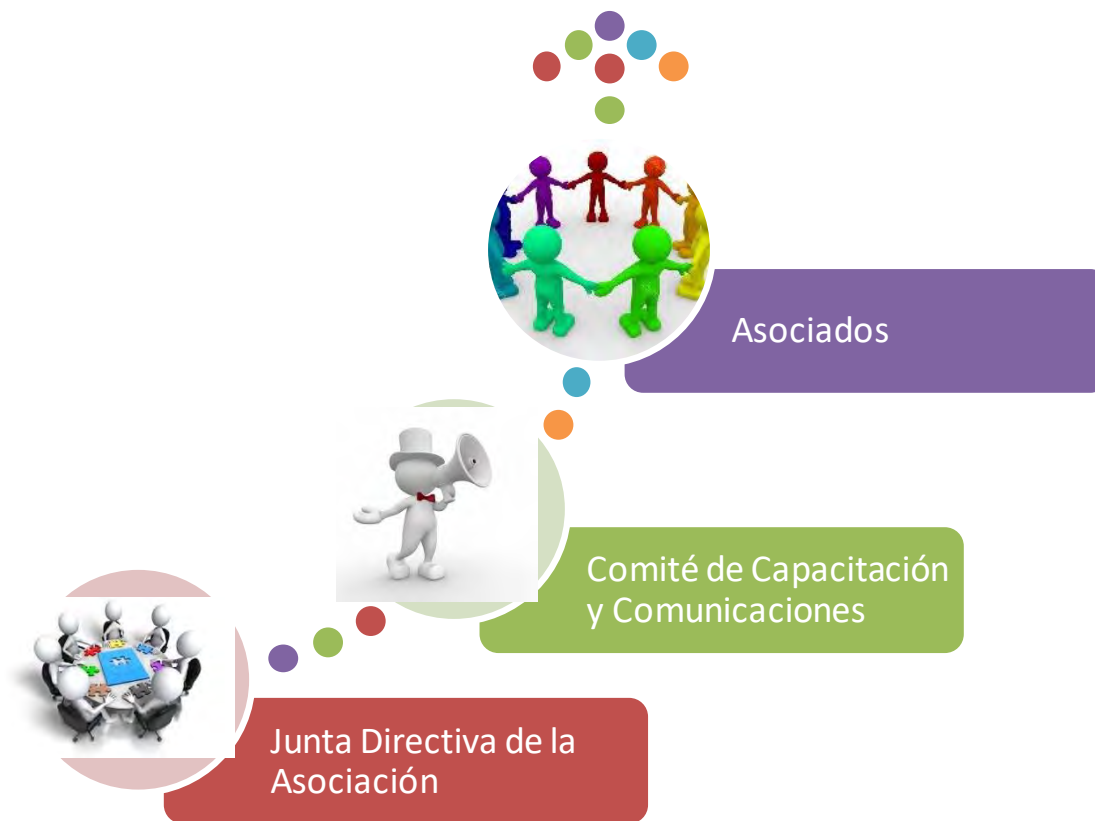 Asociados
Comité de Capacitación
y Comunicaciones
Junta Directiva de la
Asociación